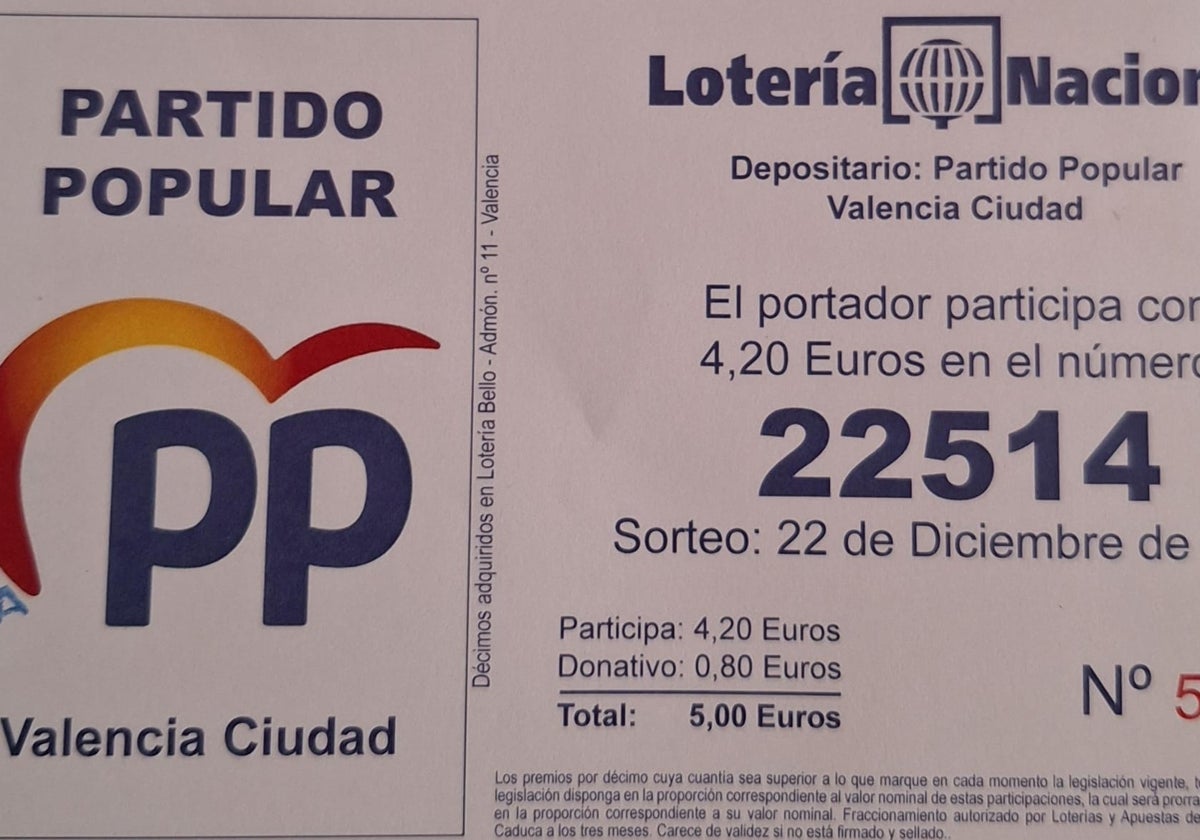 PARTIDO
POPULAR
pp
Valencia Ciudad
Décimos adquiridos en Lotería Bello - Admón. nº 11 - Valencia
Lotería Nacion
Depositario: Partido Popular
Valencia Ciudad
El portador participa con
4,20 Euros en el número
22514
Sorteo: 22 de Diciembre de
Participa: 4,20 Euros
Donativo: 0,80 Euros
Total: 5,00 Euros
Nº 5
Los premios por décimo cuya cuantía sea superior a lo que marque en cada momento la legislación vigente,
legislación disponga en la proporción correspondiente al valor nominal de estas participaciones, la cual será prorra
en la proporción correspondiente a su valor nominal. Fraccionamiento autorizado por Loterias y Apuestas
Caduca a los tres meses. Carece de validez si no está firmado y sellado..